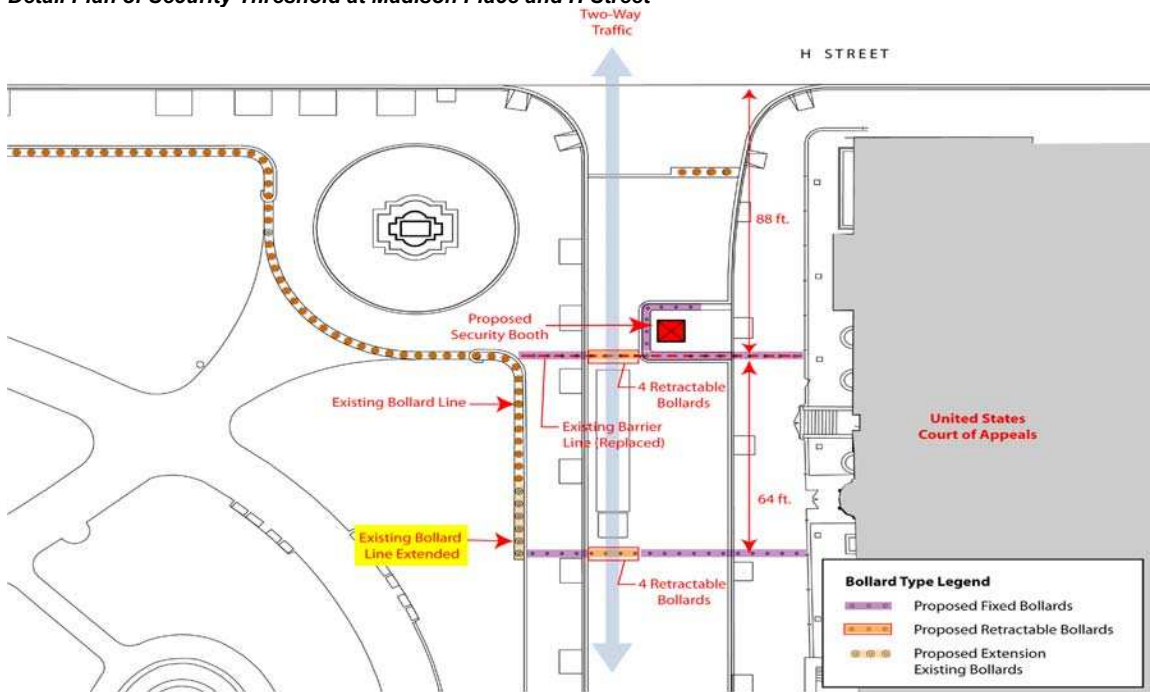 Detail Plan of Security Threshold at Madison Place and H Street
Two-Way
Traffic
H STREET
88 ft.
Proposed
Security Booth
4 Retractable
Bollards
Existing Bollard Line
Existing Barrier
Line (Replaced)
United States
Court of Appeals
64 ft.
Existing Bollard
Line Extended
4 Retractable
Bollards
Bollard Type Legend
Proposed Fixed Bollards
Proposed Retractable Bollards
Proposed Extension
Existing Bollards